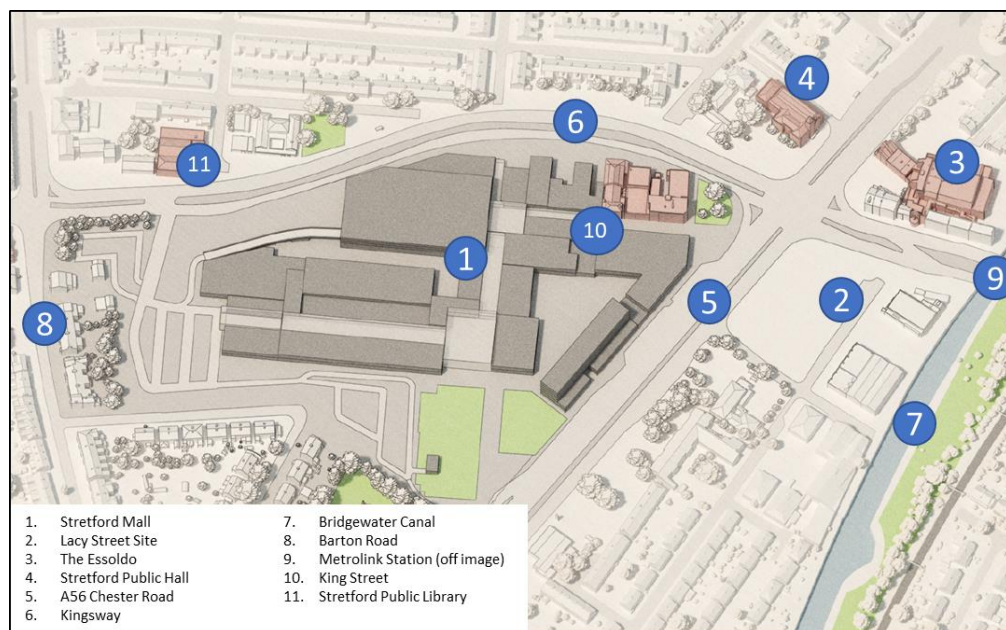 4
6
3
11
10
1
9
5
2
8
7
1. Stretford Mall
2. Lacy Street Site
3. The Essoldo
4. Stretford Public Hall
5. A56 Chester Road
6. Kingsway
7. Bridgewater Canal
8. Barton Road
9. Metrolink Station (off image)
10. King Street
11. Stretford Public Library